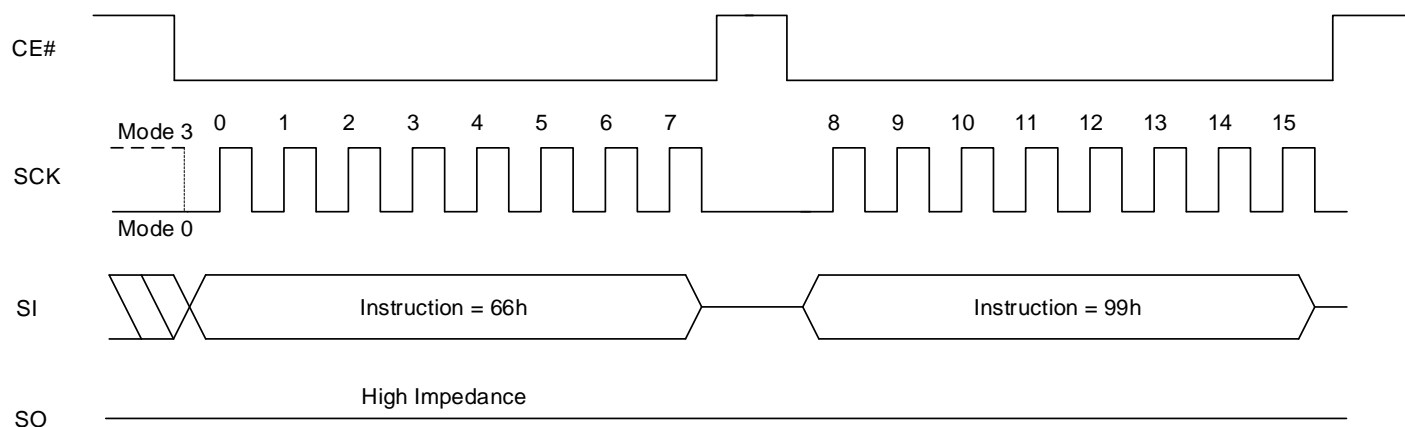 CE#
Mode 3
0 1 2 3 4 5 6 7 8 9 10 11 12 13 14 15
SCK
Mode 0
SI
Instruction = 66h
Instruction = 99h
High Impedance
SO